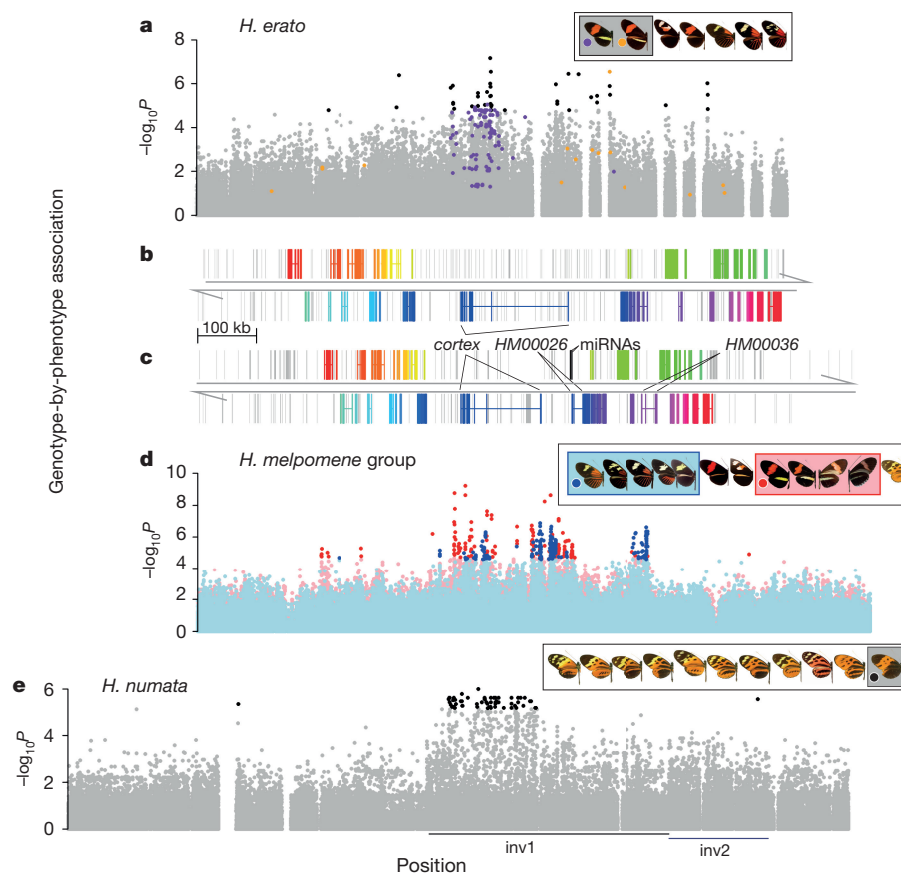 a
H. erato
8
6
4
2
0
–log10P
Genotype-by-phenotype association
b
100 kb
cortex HM00026 miRNAs HM00036
c
d
H. melpomene group
10
8
6
4
2
0
–log10P
e
H. numata
6
4
2
0
–log10P
inv1
inv2
Position